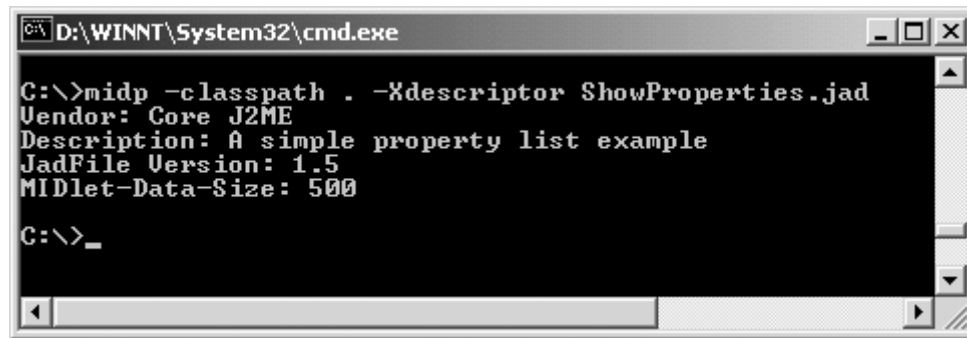 D:\WINNT\System32\cmd.exe
C:\>midp -classpath . -Xdescriptor ShowProperties.jad
Vendor: Core J2ME
Description: A simple property list example
JadFile Version: 1.5
MIDlet-Data-Size: 500
C:\>_